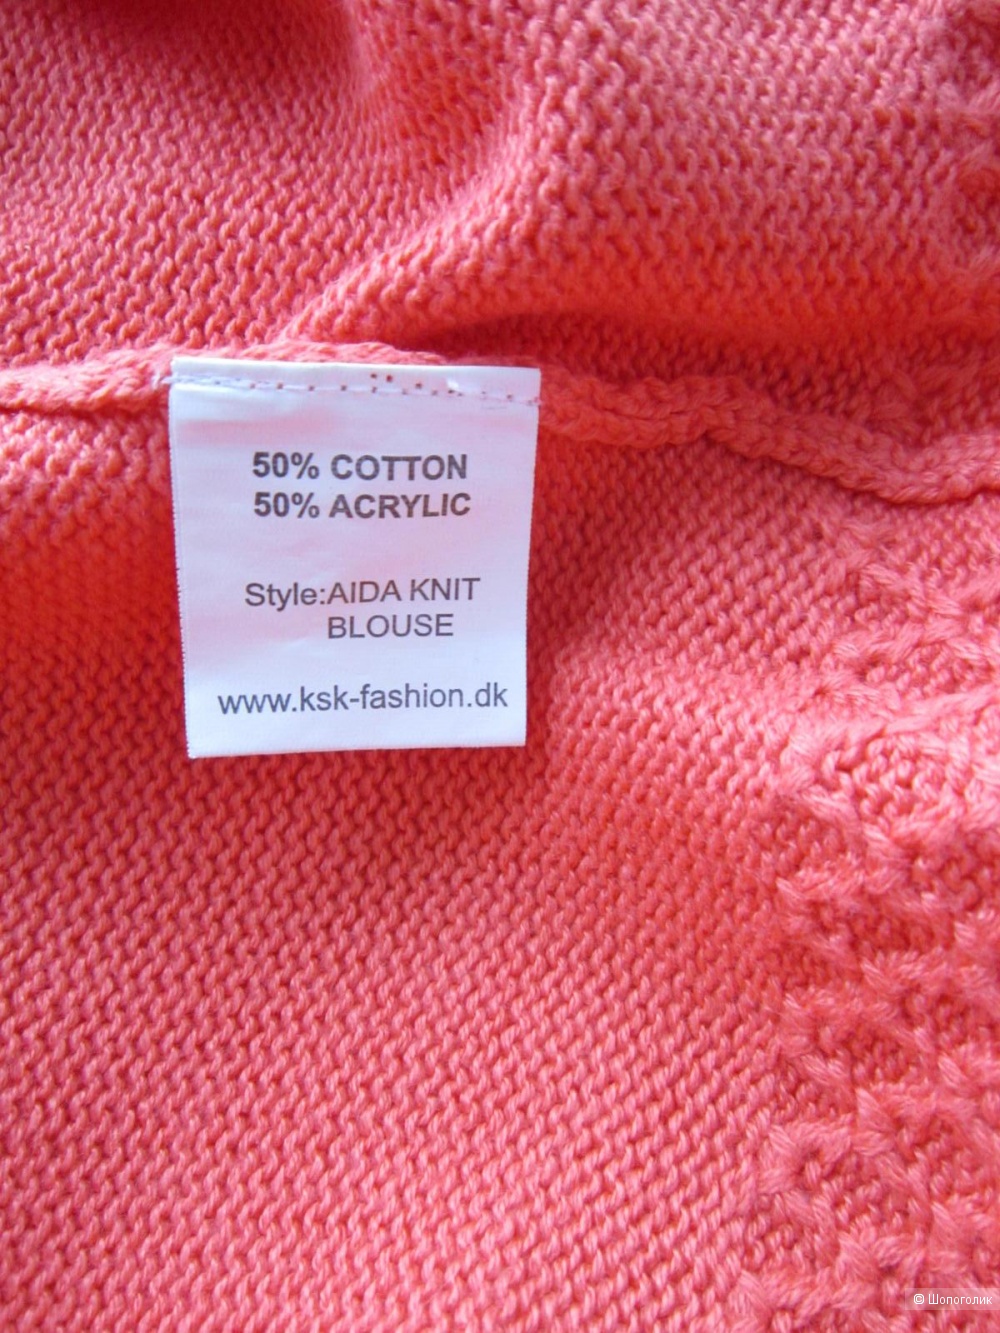 50% COTTON
50% ACRYLIC
Style:AIDA KNIT
BLOUSE
www.ksk-fashion.dk
© Шопоголик